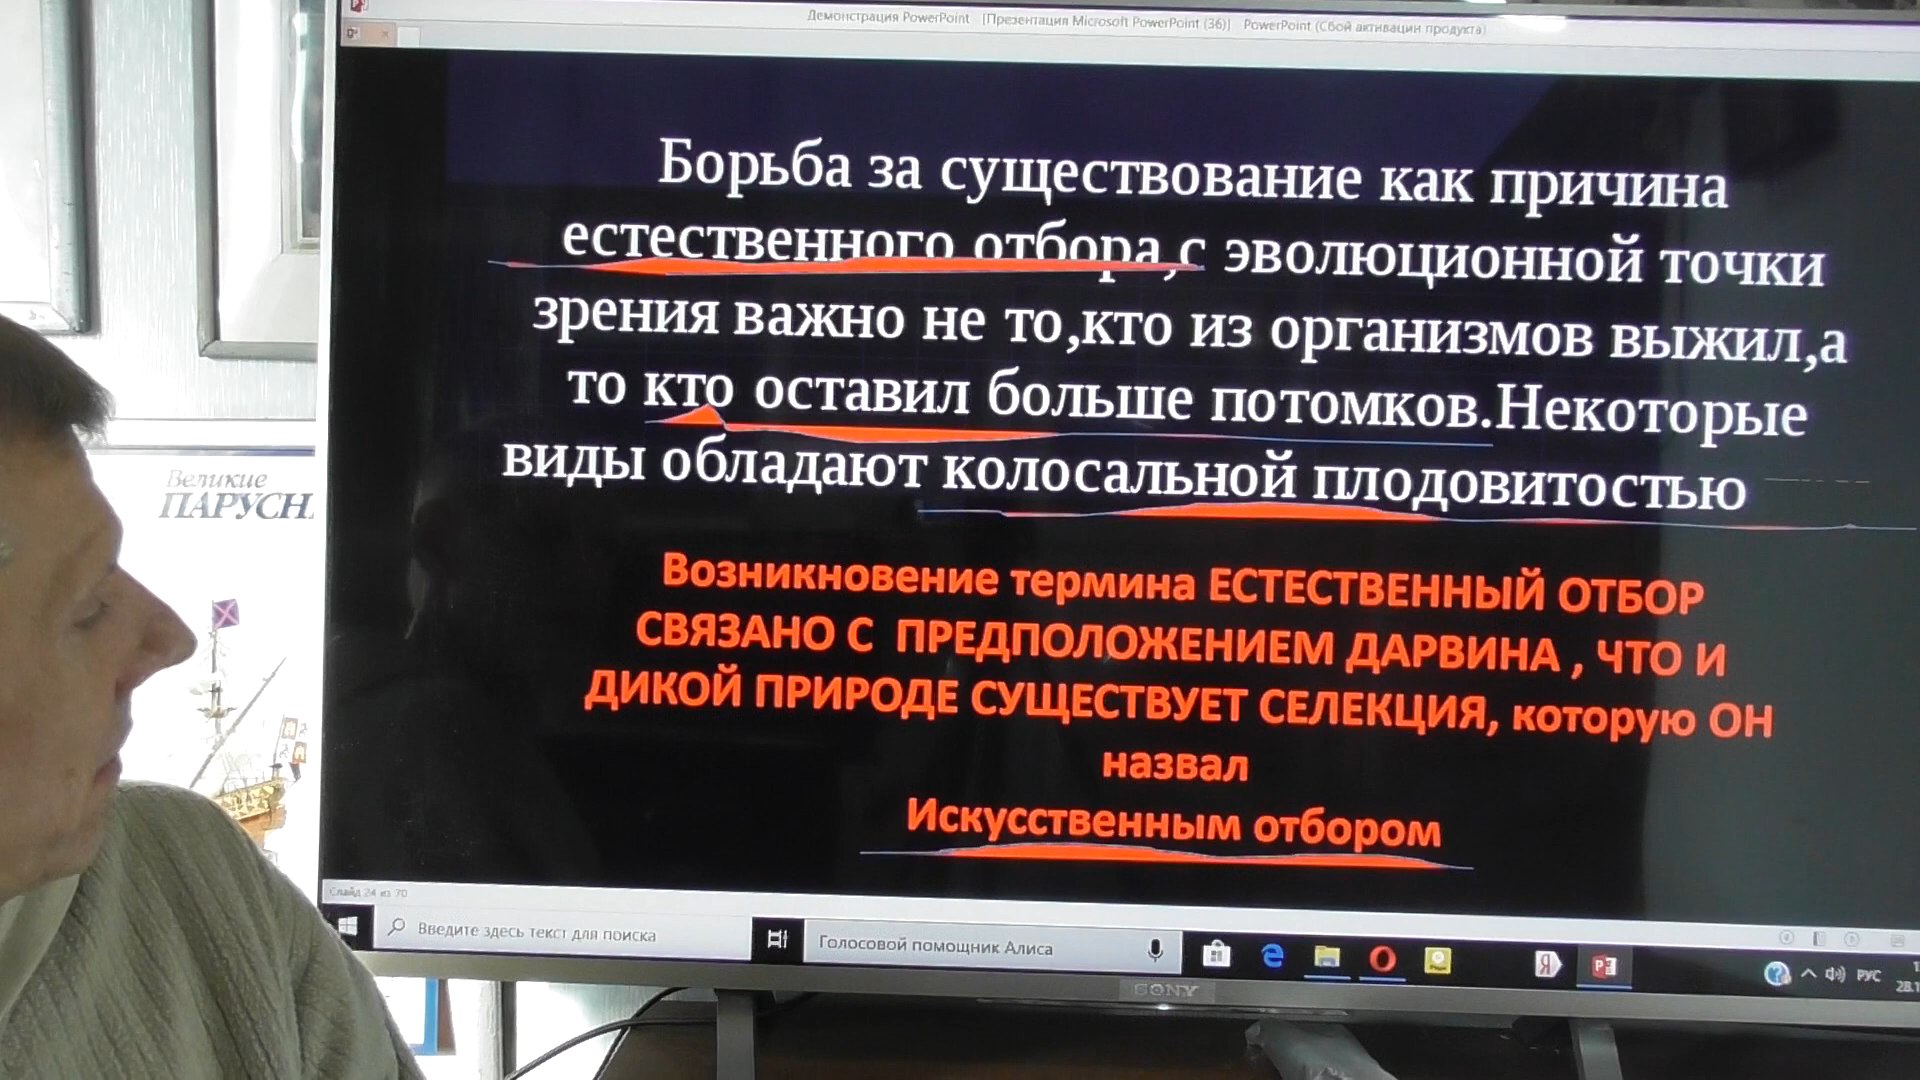 Демонстрация PowerPoint [Презентация Microsoft PowerPoint (36)] PowerPoint (Сбой активации продукта)
Борьба за существование как причина
естественного отбора,с эволюционной точки
зрения важно не то,кто из организмов выжил,а
то кто оставил больше потомков.Некоторые
виды обладают колосальной плодовитостью
Возникновение термина ЕСТЕСТВЕННЫЙ ОТБОР
СВЯЗАНО С ПРЕДПОЛОЖЕНИЕМ ДАРВИНА , ЧТО И
ДИКОЙ ПРИРОДЕ СУЩЕСТВУЕТ СЕЛЕКЦИЯ, которую ОН
назвал
Искусственным отбором
Великие
ПАРУСН
Слайд 24 из 70
Введите здесь текст для поиска
Голосовой помощник Алиса
РУС
SONY